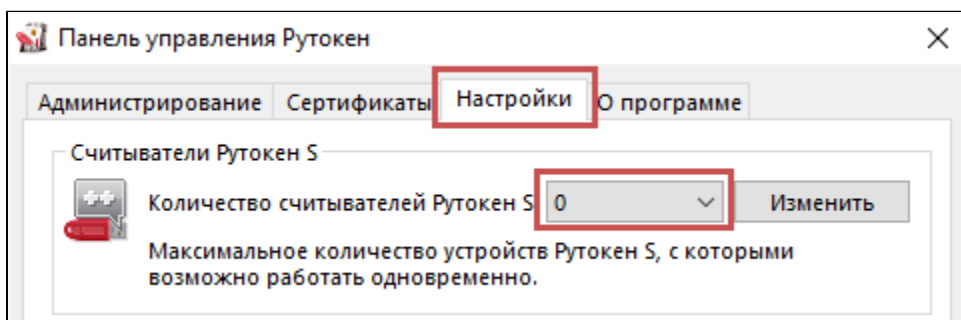 Панель управления Рутокен
Администрирование Сертификаты Настройки О программе
Считыватели Рутокен S
Количество считывателей Рутокен S 0 Изменить
Максимальное количество устройств Рутокен S, с которыми
возможно работать одновременно.